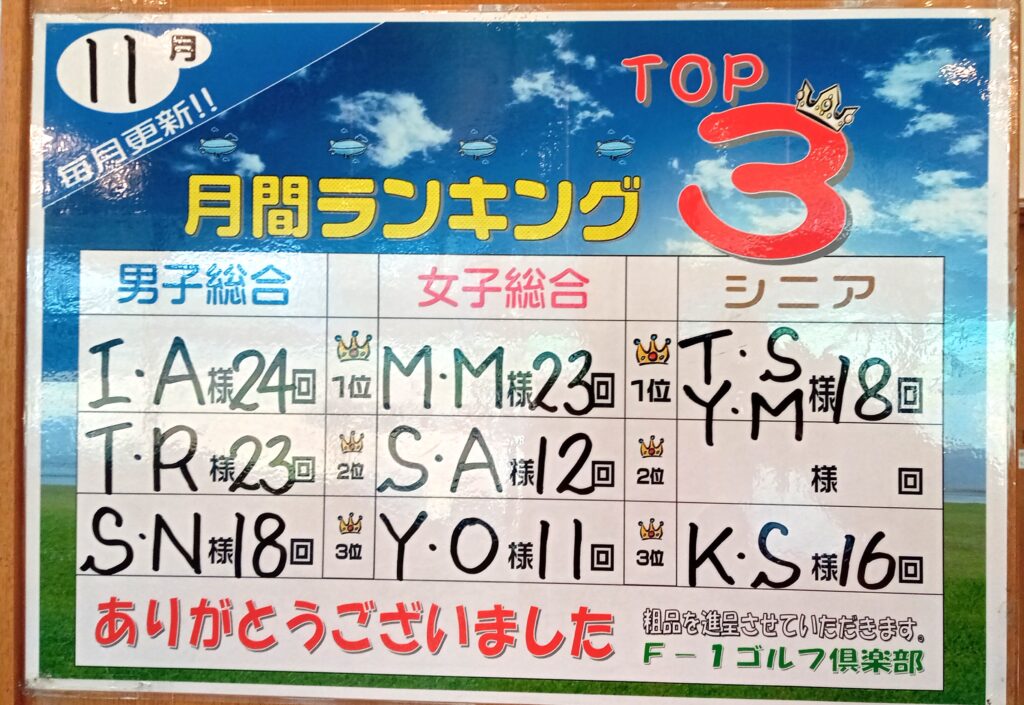 11月
毎月更新!!
TOP
3
月間ランキング
男子総合 女子総合 シニア
I・A様24回 1位 M・M様23回 1位 T・S
Y・M様18回
T・R様23回 2位 S・A様12回 2位 様 回
S・N様18回 3位 Y・O様11回 3位 K・S様16回
ありがとうございました
粗品を進呈させていただきます。
F−1ゴルフ倶楽部